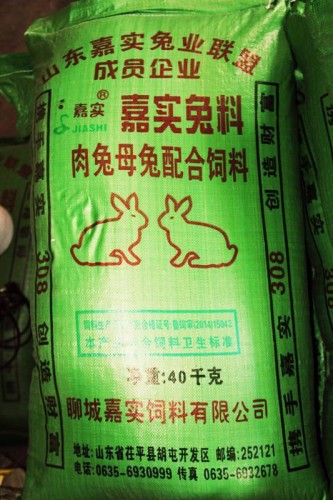 山东嘉实兔业联盟
成员企业
嘉实®
JIASHI
嘉实兔料
肉兔母兔配合饲料
携手嘉实 308 创造财富
携手嘉实 308 创造财富
本产品符合饲料卫生标准
净重:40千克
聊城嘉实饲料有限公司
地址:山东省茌平县胡屯开发区 邮编:252121
电话:0635-6930999 传真 0635-6932678